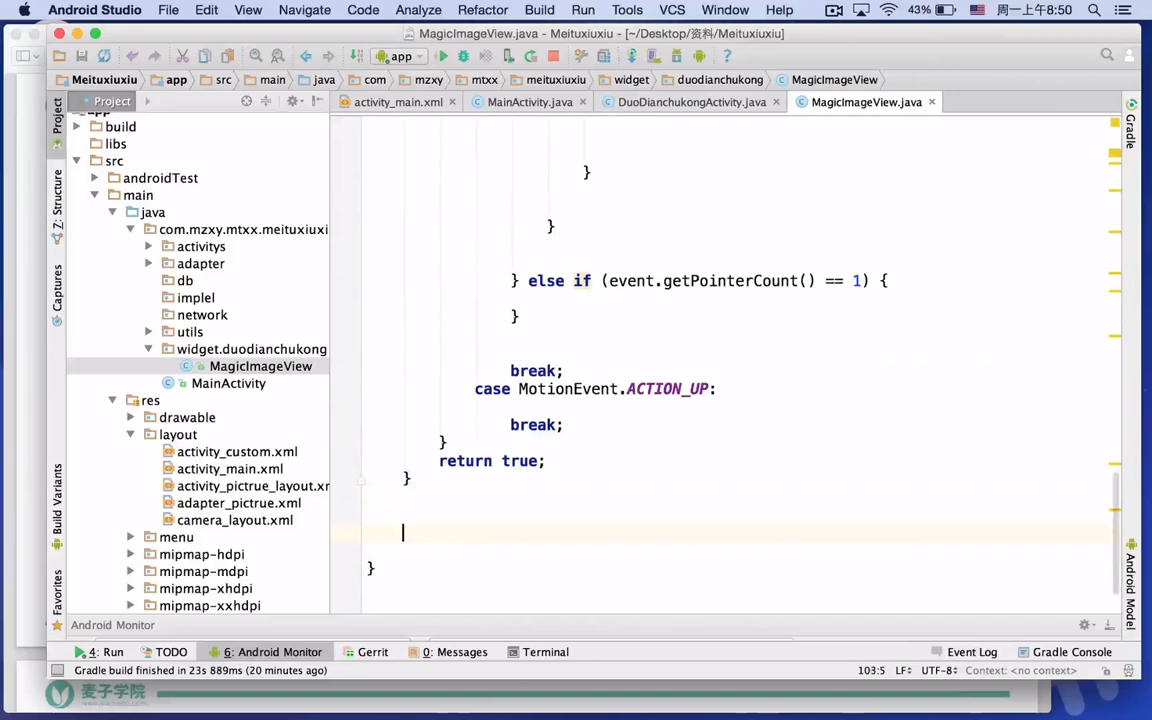 Android Studio File Edit View Navigate Code Analyze Refactor Build Run Tools VCS Window Help 43% 周一上午8:50
MagicImageView.java - Meituxiuxiu - [~/Desktop/资料/Meituxiuxiu]
app
Meituxiuxiu app src main java com mzxy mtxx meituxiuxiu widget duodianchukong MagicImageView
Project
activity_main.xml MainActivity.java DuoDianchukongActivity.java MagicImageView.java
app
build
libs
src
androidTest
main
java
com.mzxy.mtxx.meituxiuxi
activitys
adapter
db
implel
network
utils
widget.duodianchukong
MagicImageView
MainActivity
res
drawable
layout
activity_custom.xml
activity_main.xml
activity_pictrue_layout.xr
adapter_pictrue.xml
camera_layout.xml
menu
mipmap-hdpi
mipmap-mdpi
mipmap-xhdpi
mipmap-xxhdpi
1: Project
Z: Structure
Captures
Build Variants
Favorites
}
}
} else if (event.getPointerCount() == 1) {
}
break;
case MotionEvent.ACTION_UP:
break;
}
return true;
}
}
Gradle
Android Model
Android Monitor
4: Run TODO 6: Android Monitor Gerrit 0: Messages Terminal Event Log Gradle Console
Gradle build finished in 23s 889ms (20 minutes ago) 103:5 LF UTF-8 Context: <no context>
麦子学院